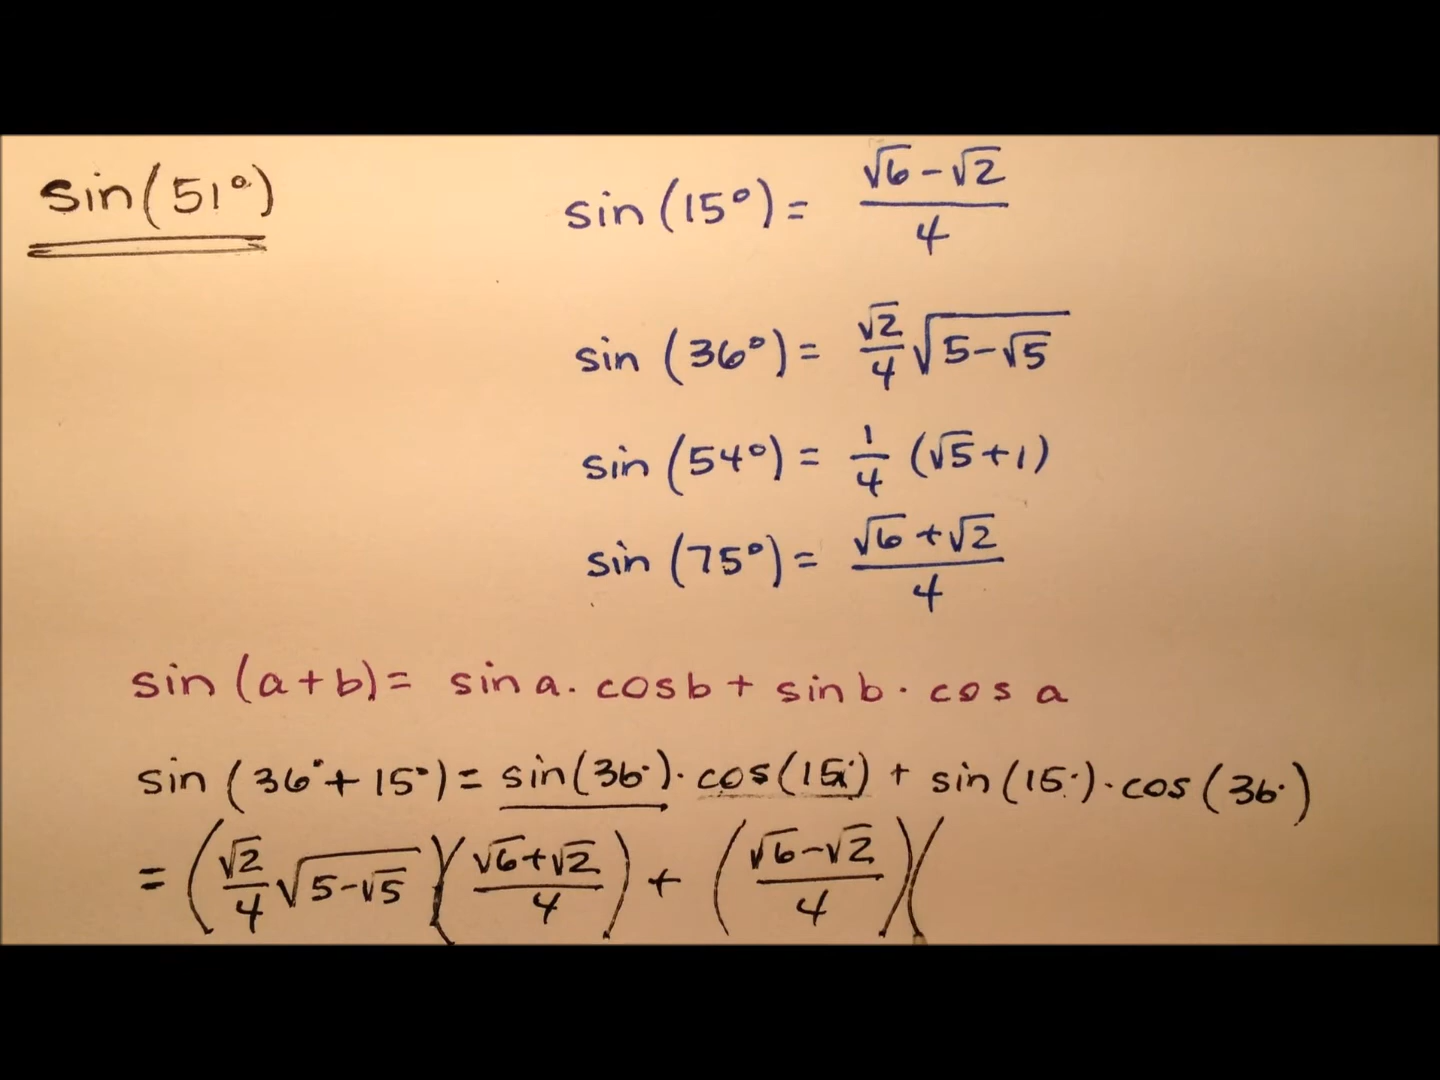 sin(51°)
sin(15°) = (√6-√2)/4
sin(36°) = √2/4 √(5-√5)
sin(54°) = 1/4 (√5+1)
sin(75°) = (√6+√2)/4
sin(a+b) = sin a · cos b + sin b · cos a
sin(36°+15°) = sin(36°) · cos(15°) + sin(15°) · cos(36°)
= (√2/4 √(5-√5))((√6+√2)/4) + ((√6-√2)/4)(